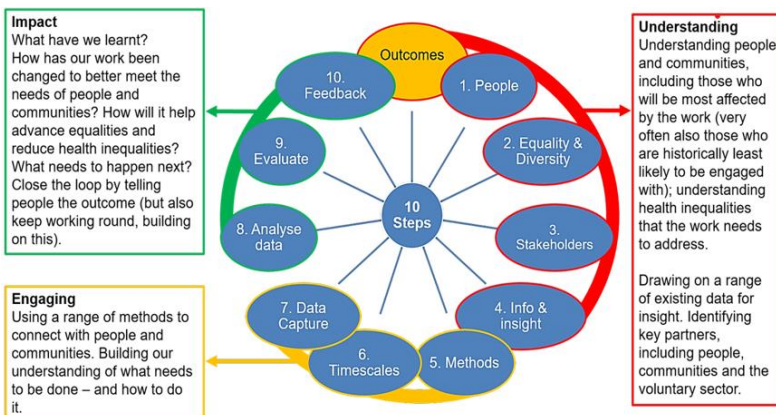 Impact
What have we learnt?
How has our work been
changed to better meet the
needs of people and
communities? How will it help
advance equalities and
reduce health inequalities?
What needs to happen next?
Close the loop by telling
people the outcome (but also
keep working round, building
on this).
Engaging
Using a range of methods to
connect with people and
communities. Building our
understanding of what needs
to be done – and how to do
it.
Outcomes
1. People
2. Equality &
Diversity
3.
Stakeholders
4. Info &
insight
5. Methods
6.
Timescales
7. Data
Capture
8. Analyse
data
9.
Evaluate
10.
Feedback
10
Steps
Understanding
Understanding people
and communities,
including those who
will be most affected
by the work (very
often also those who
are historically least
likely to be engaged
with); understanding
health inequalities
that the work needs
to address.
Drawing on a range
of existing data for
insight. Identifying
key partners,
including people,
communities and the
voluntary sector.